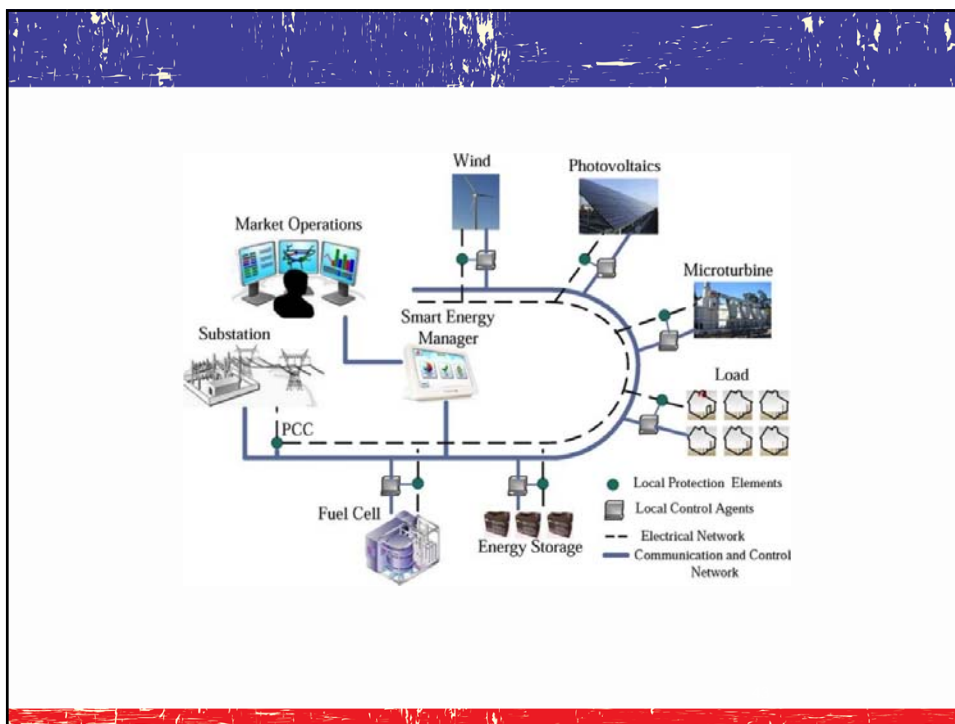 Wind
Photovoltaics
Market Operations
Microturbine
Smart Energy
Manager
Substation
Load
PCC
Local Protection Elements
Local Control Agents
Fuel Cell
Energy Storage
Electrical Network
Communication and Control
Network